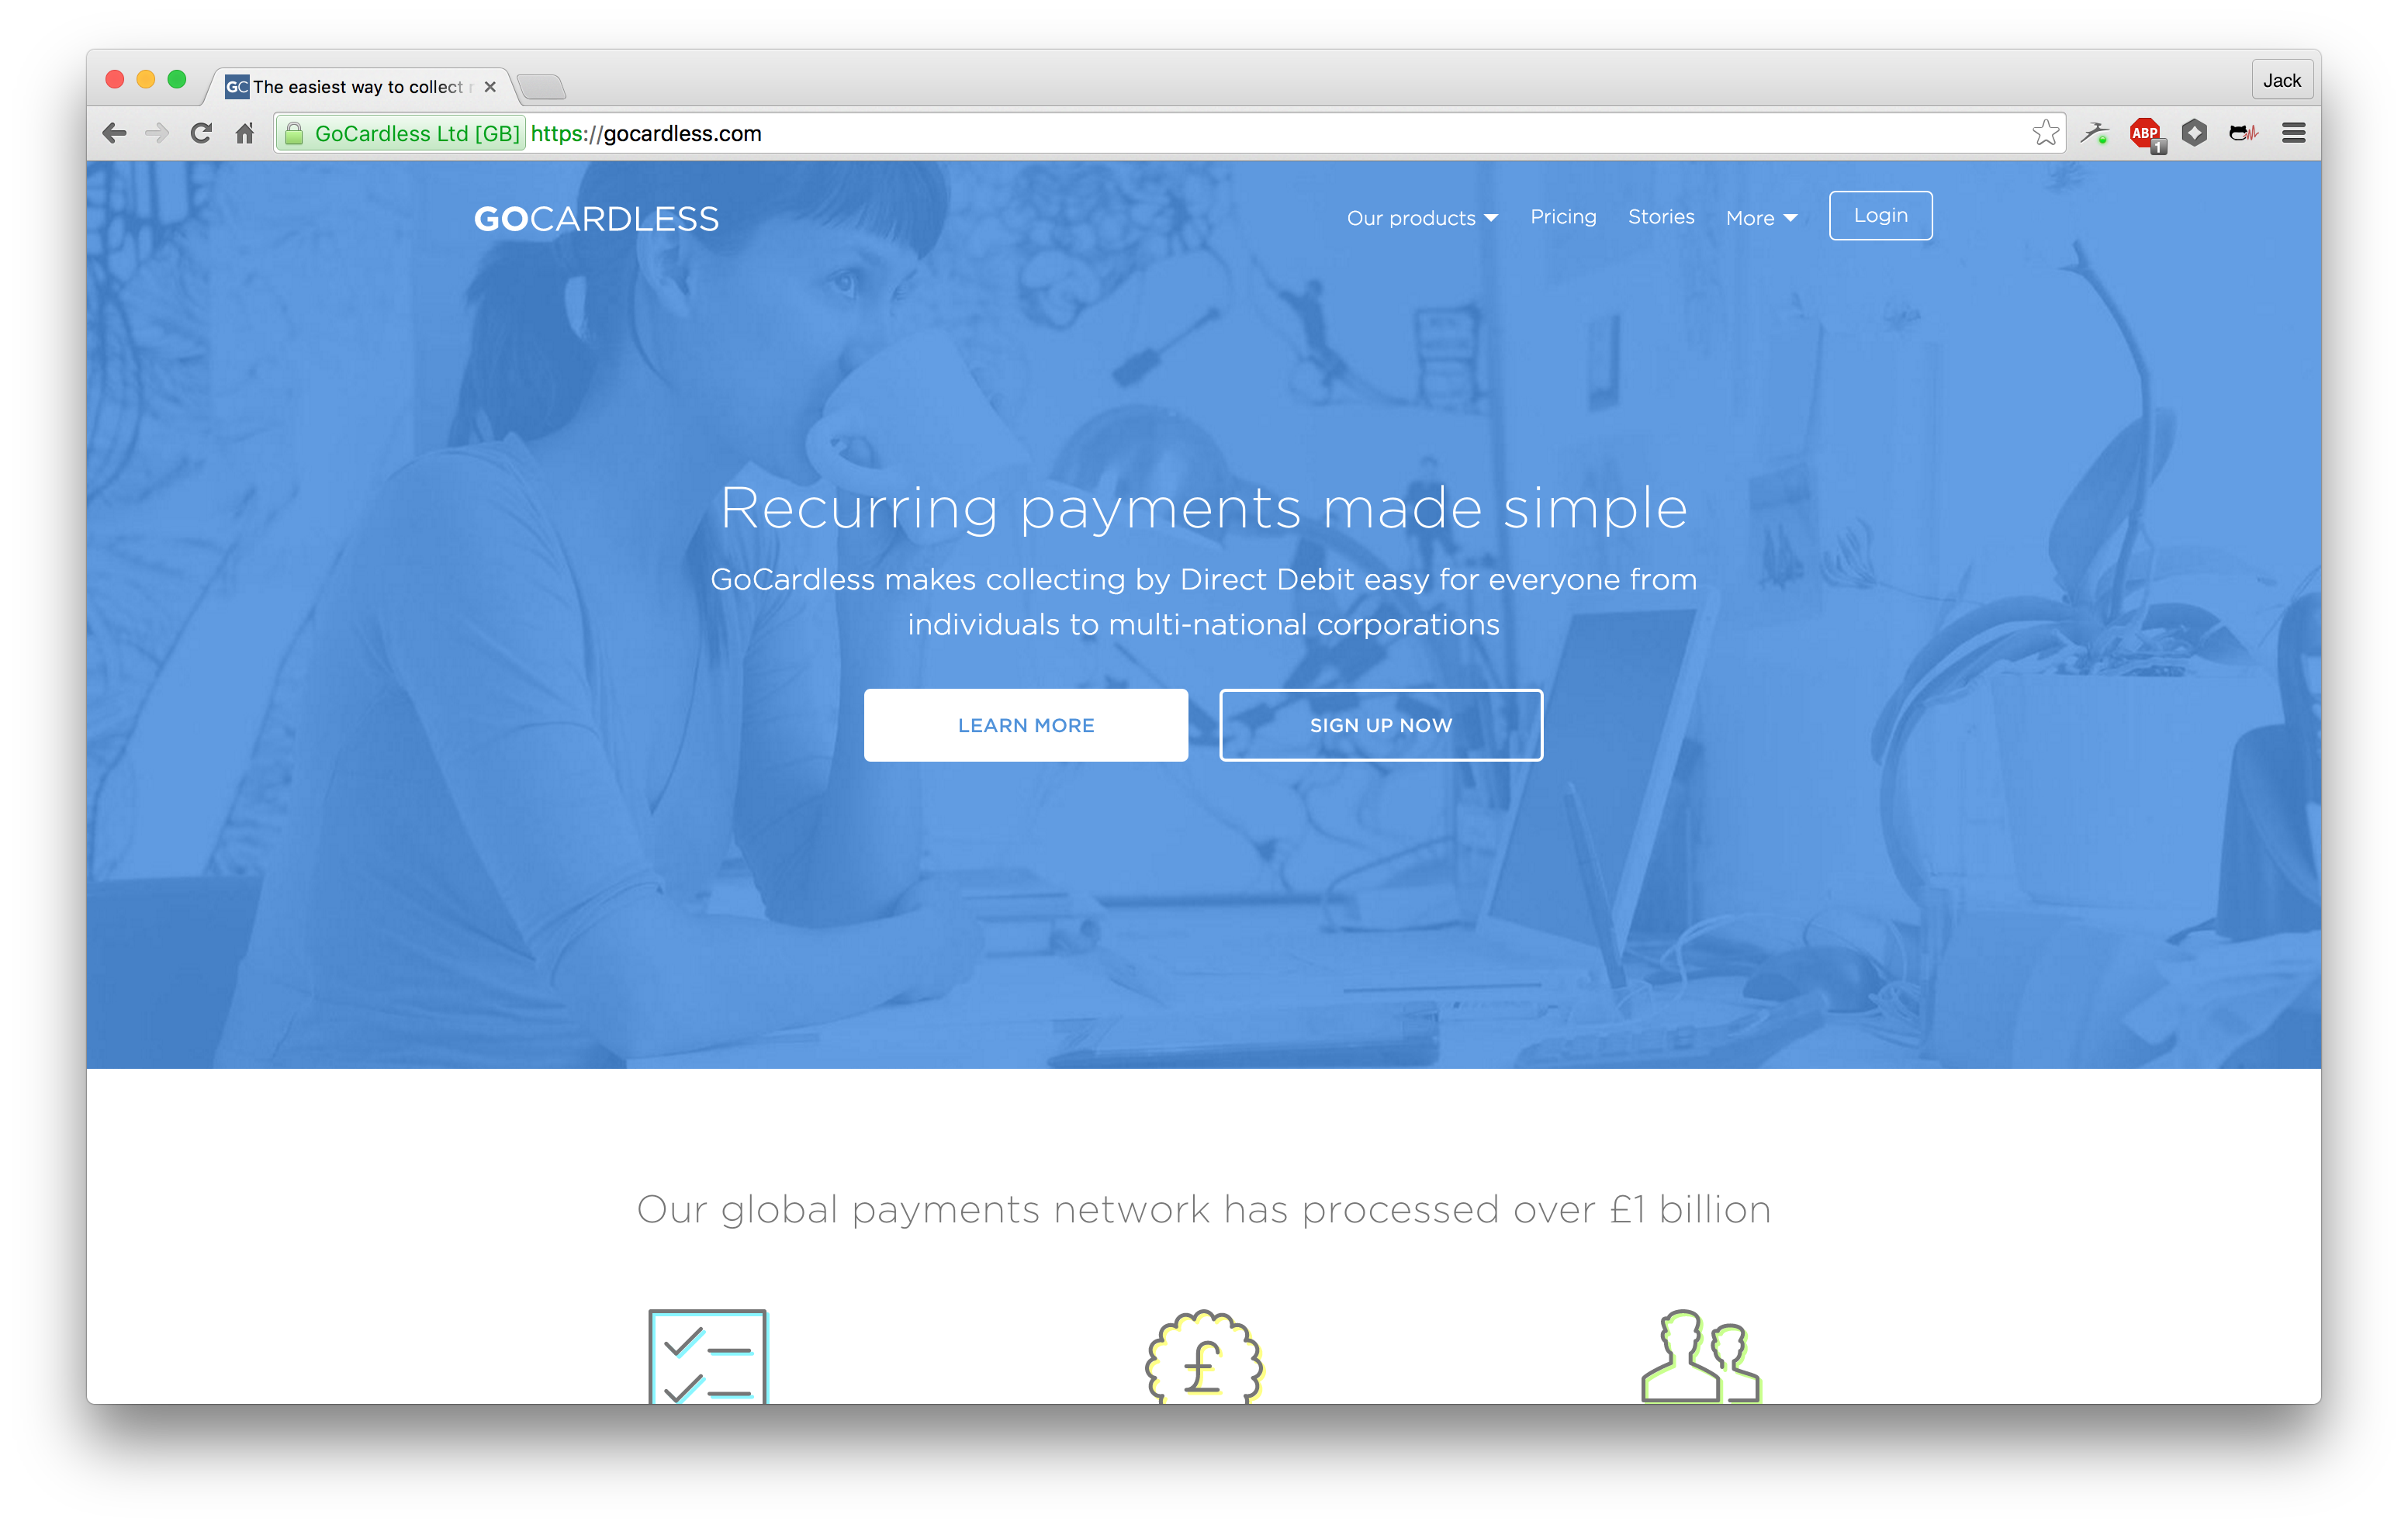 GC The easiest way to collect
Jack
GoCardless Ltd [GB] https://gocardless.com
ABP
1
GOCARDLESS
Our products Pricing Stories More Login
Recurring payments made simple
GoCardless makes collecting by Direct Debit easy for everyone from
individuals to multi-national corporations
LEARN MORE SIGN UP NOW
Our global payments network has processed over £1 billion
£